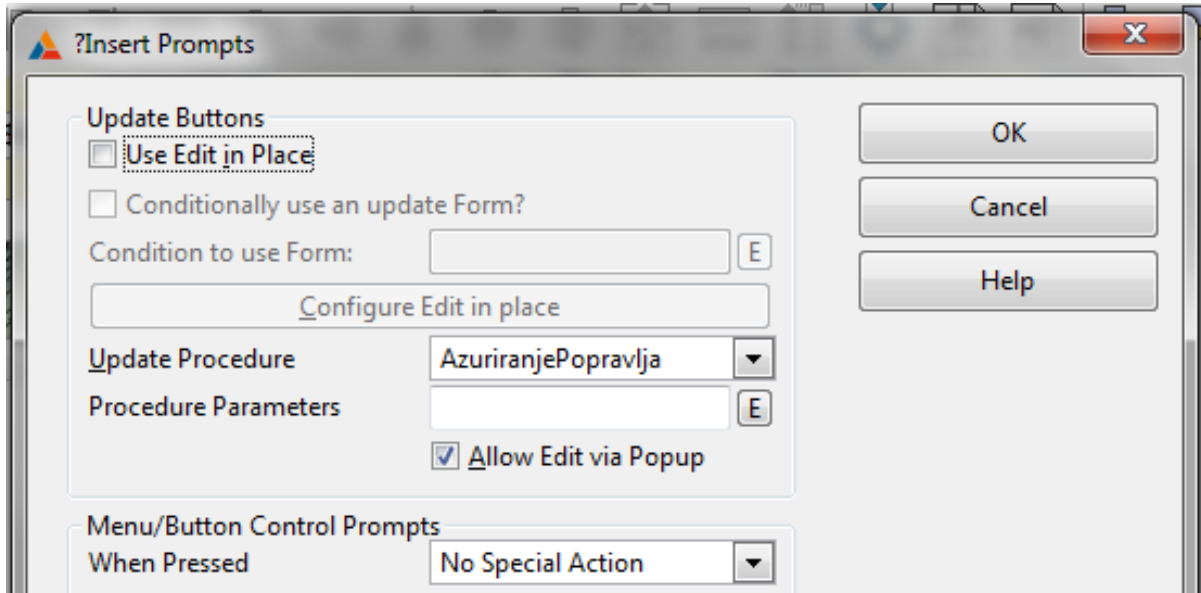 ?Insert Prompts
Update Buttons
Use Edit in Place
OK
Conditionally use an update Form?
Cancel
Condition to use Form:
E
Help
Configure Edit in place
Update Procedure
AzuriranjePopravlja
Procedure Parameters
E
Allow Edit via Popup
Menu/Button Control Prompts
When Pressed
No Special Action